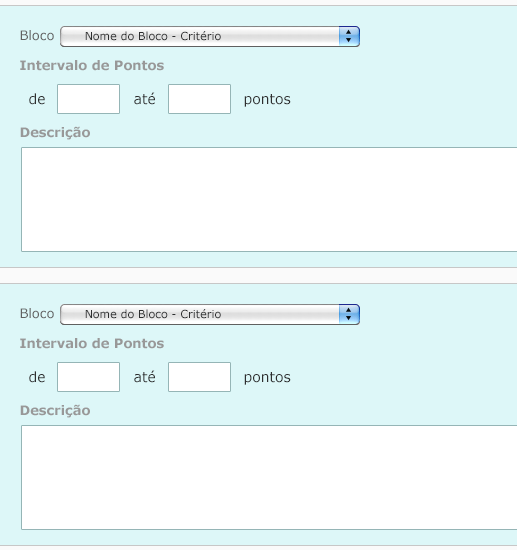 Bloco Nome do Bloco - Critério
Intervalo de Pontos
de até pontos
Descrição
Bloco Nome do Bloco - Critério
Intervalo de Pontos
de até pontos
Descrição